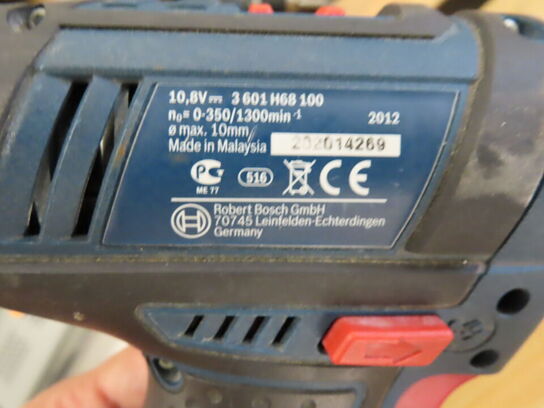 10,8V⎓ 3 601 H68 100
n₀= 0-350/1300min⁻¹ 2012
ø max. 10mm
Made in Malaysia 202014269
PC
ME 77
516
CE
Robert Bosch GmbH
70745 Leinfelden-Echterdingen
Germany